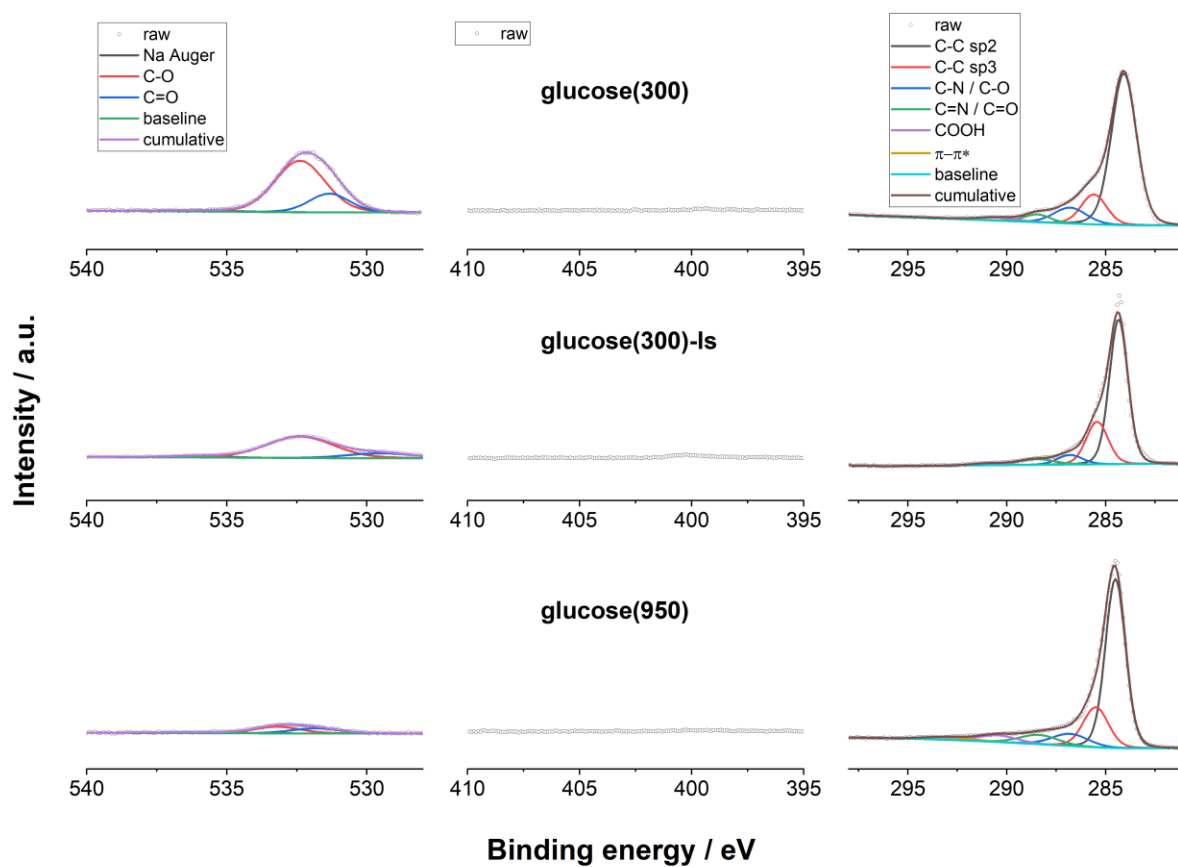 raw
Na Auger
C-O
C=O
baseline
cumulative
raw
raw
C-C sp2
C-C sp3
C-N / C-O
C=N / C=O
COOH
π−π*
baseline
cumulative
glucose(300)
540 535 530
410 405 400 395
295 290 285
glucose(300)-ls
540 535 530
410 405 400 395
295 290 285
glucose(950)
540 535 530
410 405 400 395
295 290 285
Intensity / a.u.
Binding energy / eV